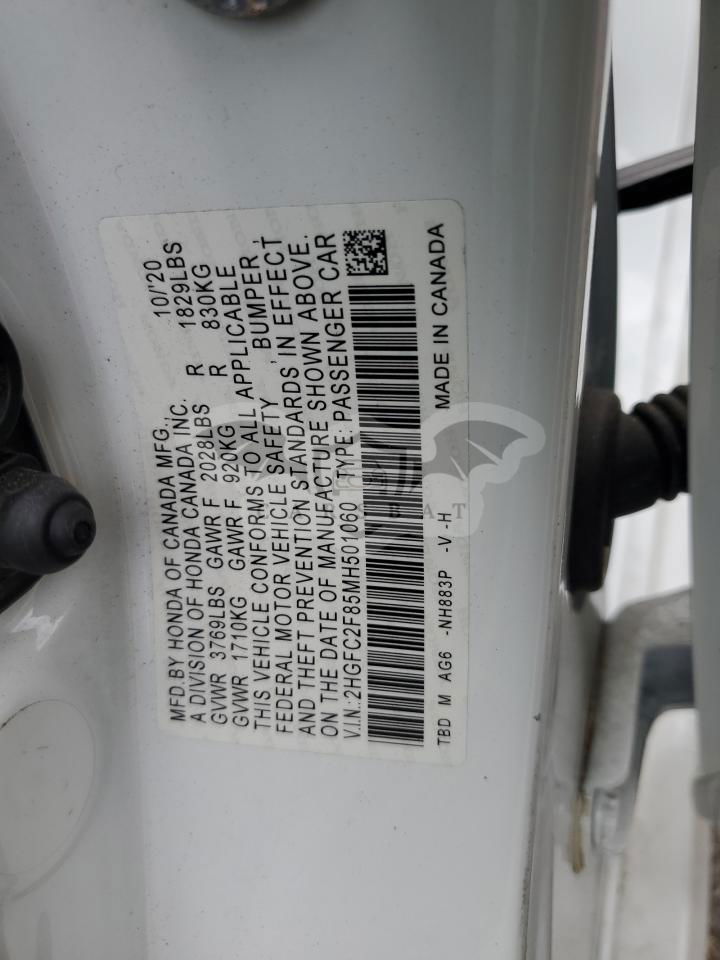 MFD.BY HONDA OF CANADA MFG., 10/'20
A DIVISION OF HONDA CANADA INC.
GVWR 3769LBS GAWR F 2028LBS R 1829LBS
GVWR 1710KG GAWR F 920KG R 830KG
THIS VEHICLE CONFORMS TO ALL APPLICABLE
FEDERAL MOTOR VEHICLE SAFETY , BUMPER ,
AND THEFT PREVENTION STANDARDS IN EFFECT
ON THE DATE OF MANUFACTURE SHOWN ABOVE.
V.I.N.:2HGFC2F85MH501060 TYPE: PASSENGER CAR
TBD M AG6 -NH883P -V -H MADE IN CANADA